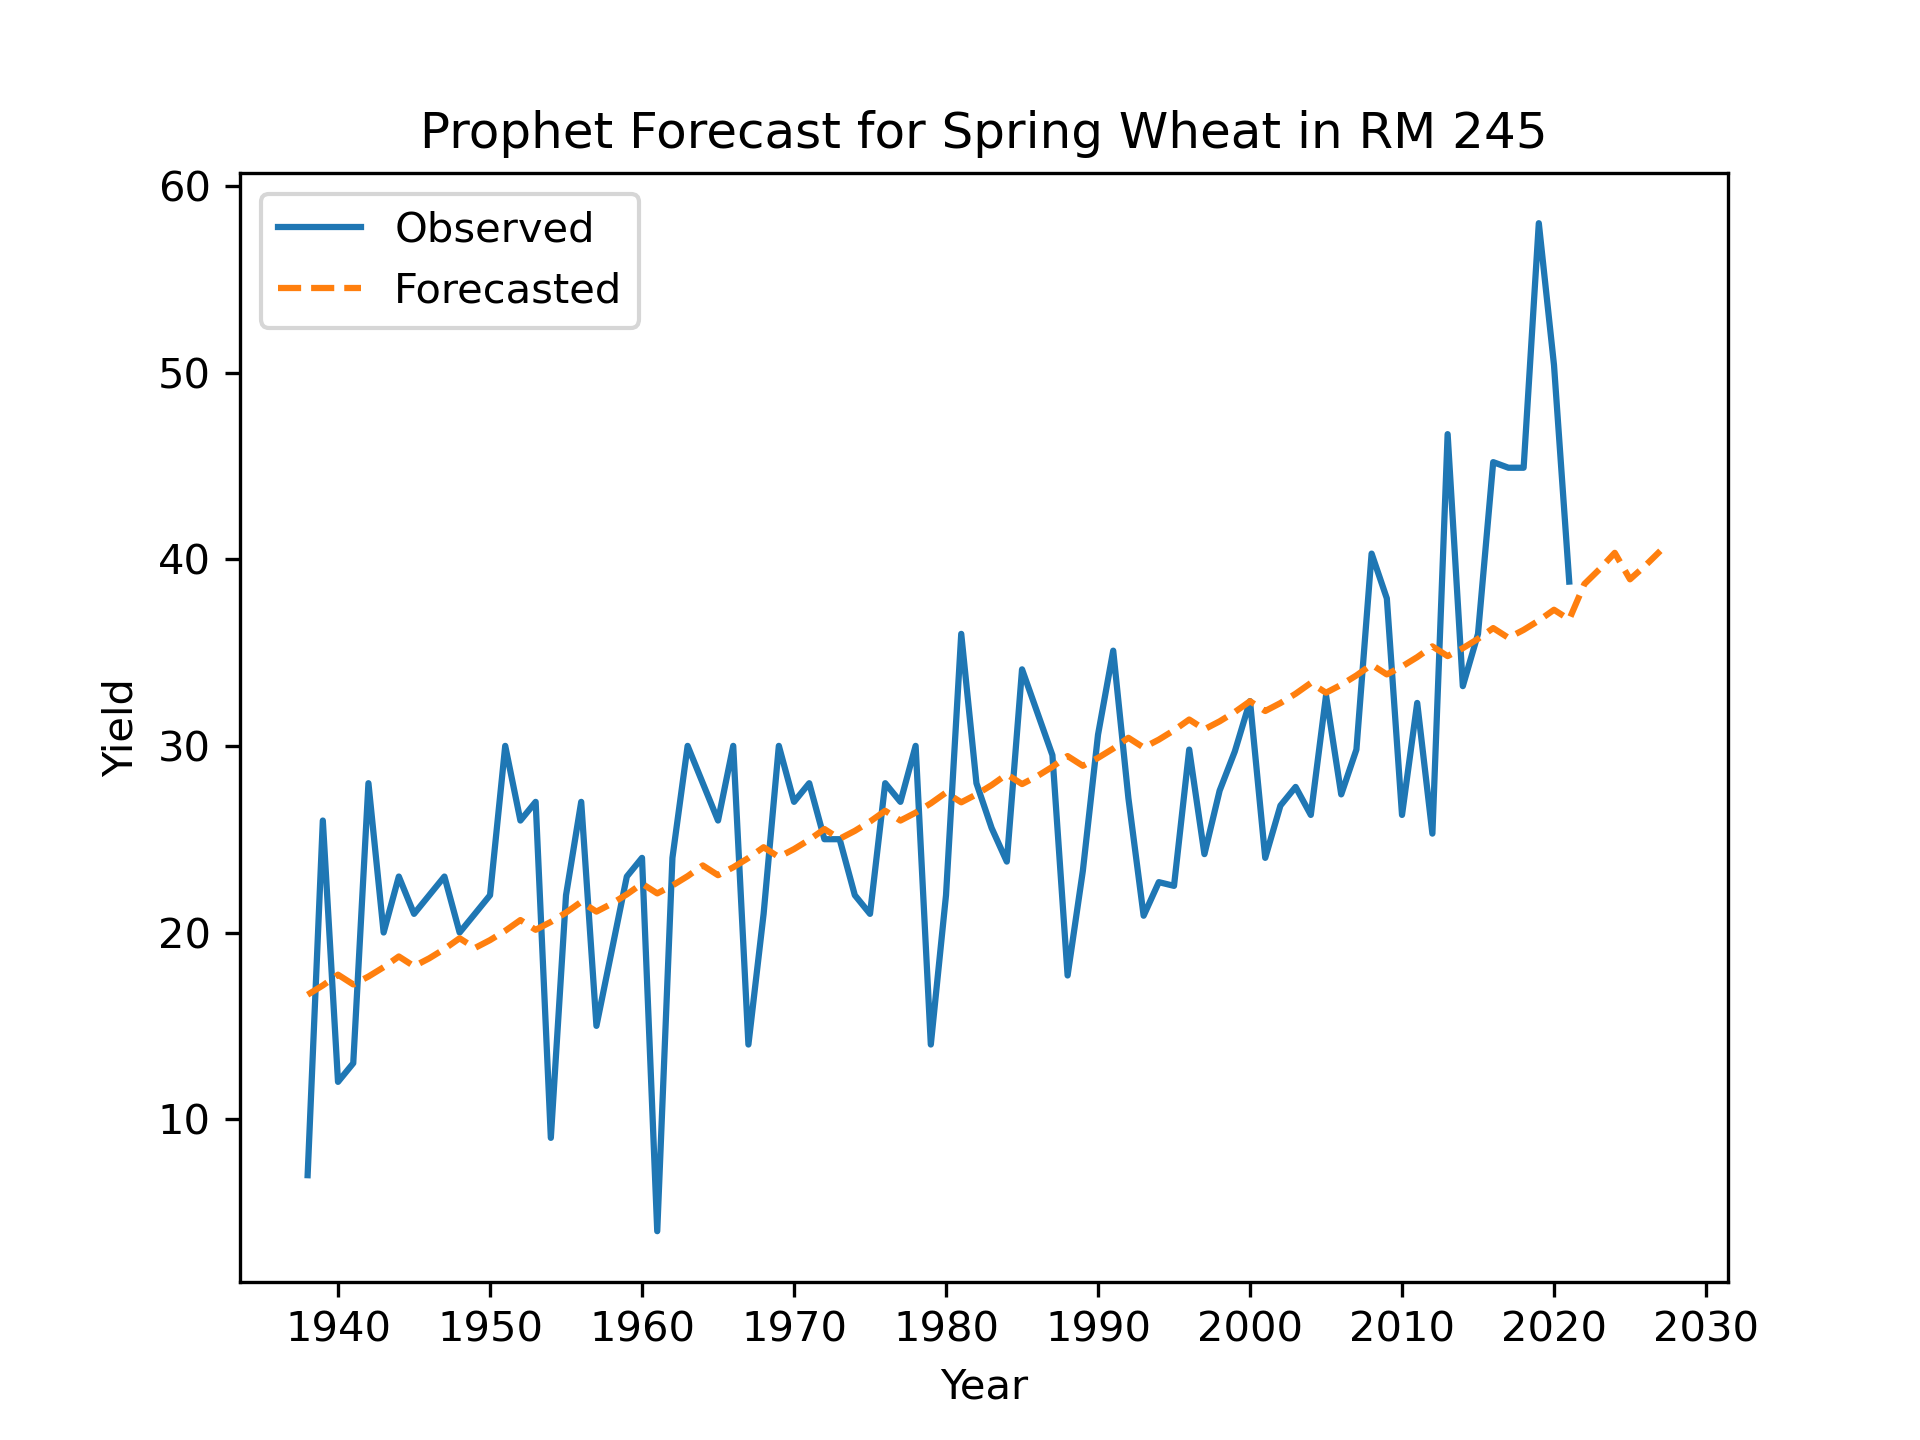 Prophet Forecast for Spring Wheat in RM 245
60
50
40
30
20
10
Observed
Forecasted
Yield
1940 1950 1960 1970 1980 1990 2000 2010 2020 2030
Year